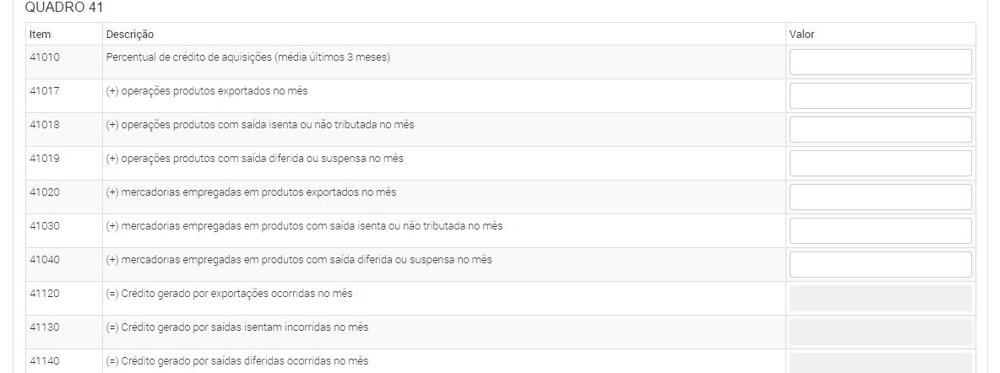 QUADRO 41
Item Descrição Valor
41010 Percentual de crédito de aquisições (média últimos 3 meses)
41017 (+) operações produtos exportados no mês
41018 (+) operações produtos com saída isenta ou não tributada no mês
41019 (+) operações produtos com saída diferida ou suspensa no mês
41020 (+) mercadorias empregadas em produtos exportados no mês
41030 (+) mercadorias empregadas em produtos com saída isenta ou não tributada no mês
41040 (+) mercadorias empregadas em produtos com saída diferida ou suspensa no mês
41120 (=) Crédito gerado por exportações ocorridas no mês
41130 (=) Crédito gerado por saídas isentam incorridas no mês
41140 (=) Crédito gerado por saídas diferidas ocorridas no mês